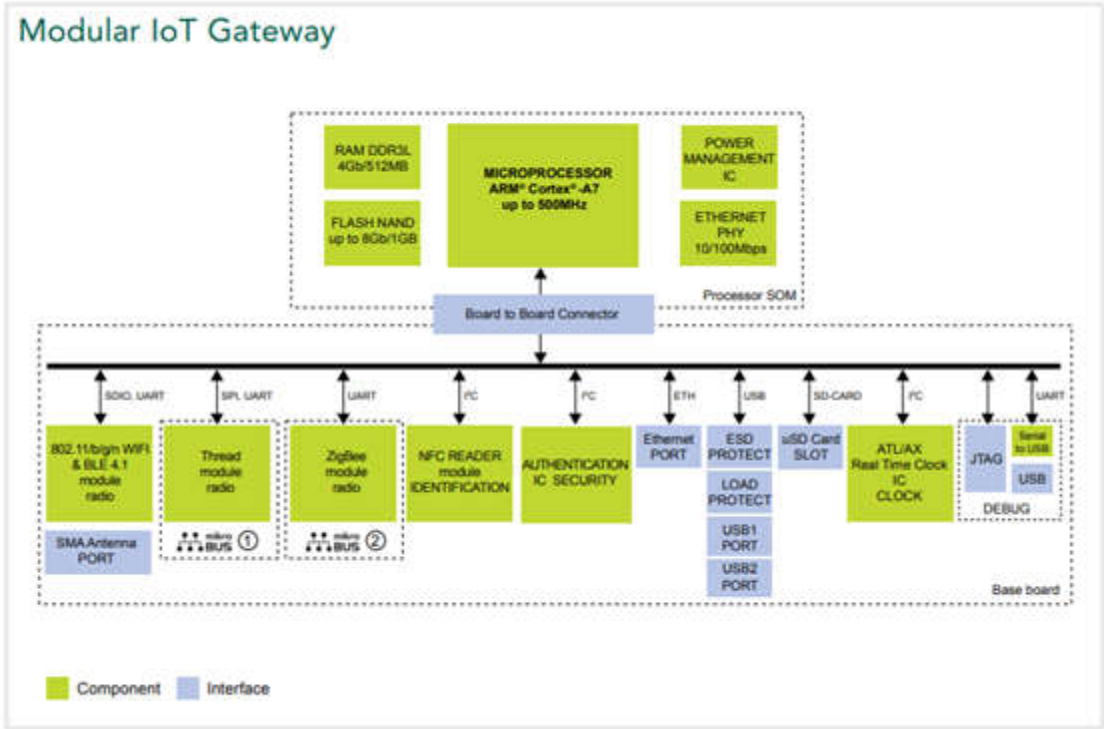 Modular IoT Gateway
RAM DDR3L
4Gb/512MB
MICROPROCESSOR
ARM® Cortex®-A7
up to 500MHz
POWER
MANAGEMENT
IC
FLASH NAND
up to 8Gb/1GB
ETHERNET
PHY
10/100Mbps
Processor SOM
Board to Board Connector
SDIO, UART
SPI, UART
UART
I²C
I²C
ETH
USB
SD-CARD
I²C
UART
802.11/b/g/n WIFI
& BLE 4.1
module
radio
SMA Antenna
PORT
Thread
module
radio
mikro
BUS 1
ZigBee
module
radio
mikro
BUS 2
NFC READER
module
IDENTIFICATION
AUTHENTICATION
IC SECURITY
Ethernet
PORT
ESD
PROTECT
LOAD
PROTECT
USB1
PORT
USB2
PORT
uSD Card
SLOT
ATL/AX
Real Time Clock
IC
CLOCK
JTAG
Serial
to USB
USB
DEBUG
Base board
Component
Interface